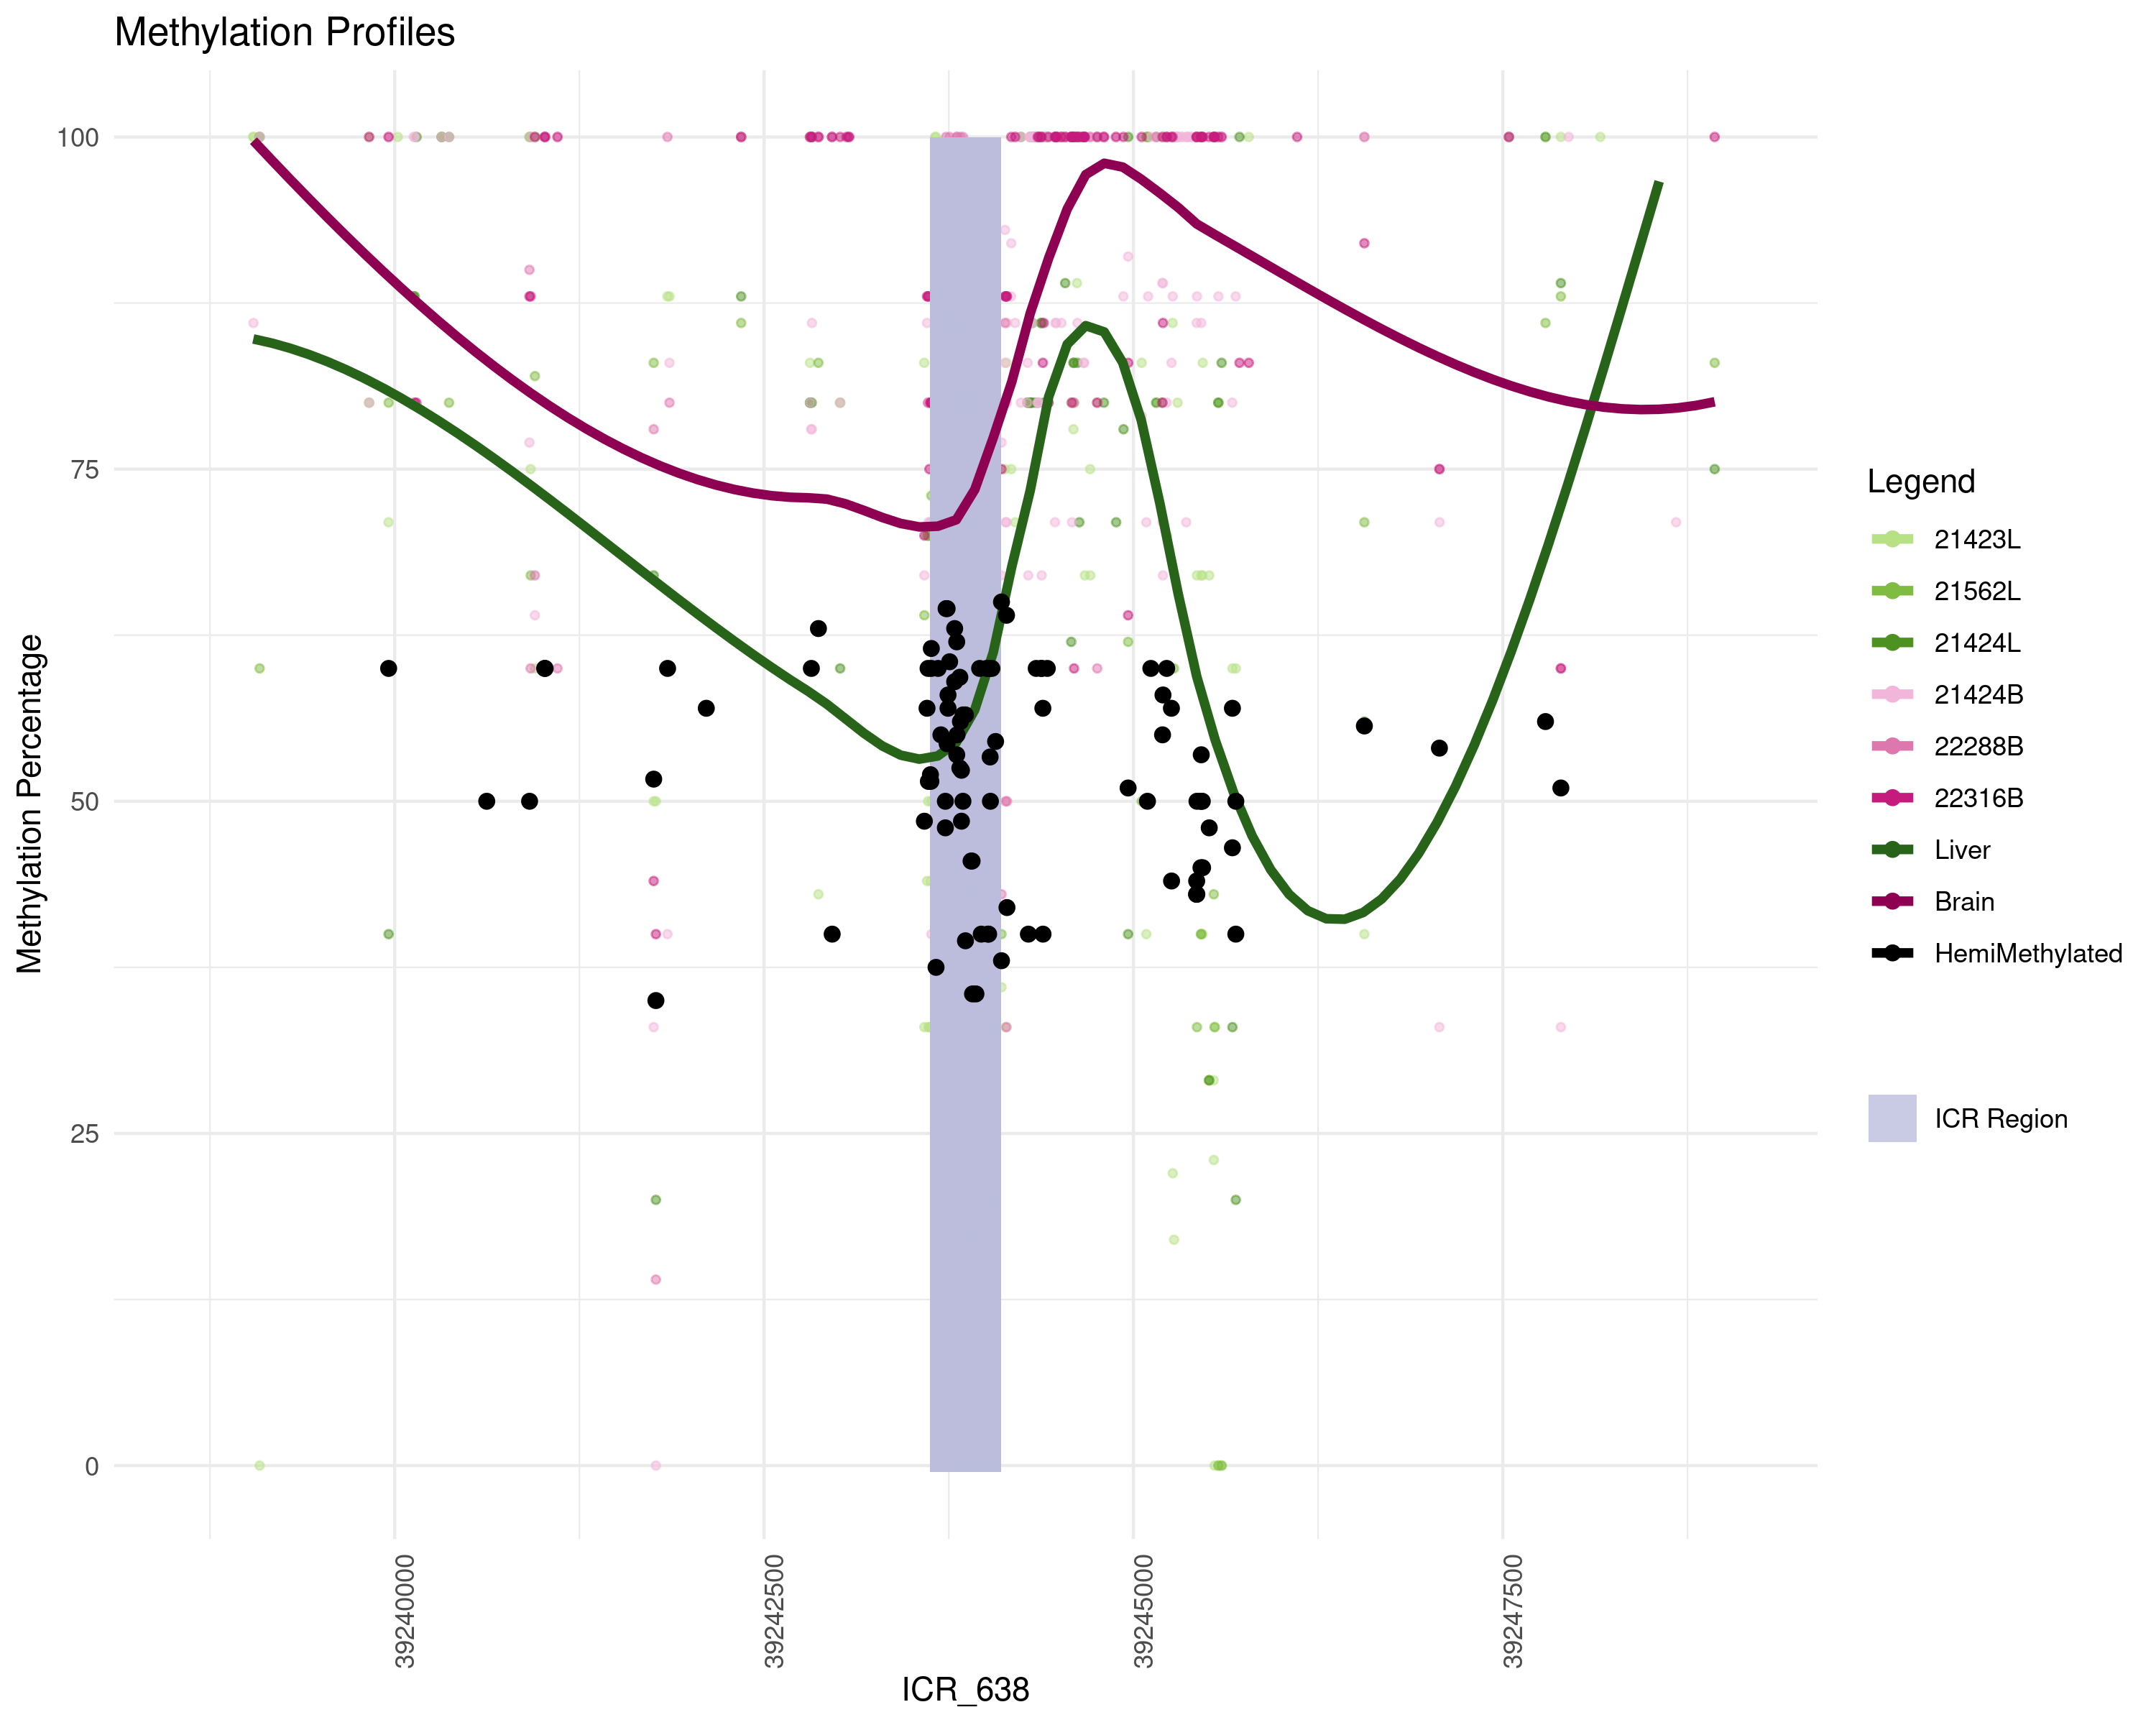 Methylation Profiles
Methylation Percentage
100
75
50
25
0
39240000
39242500
39245000
39247500
ICR_638
Legend
21423L
21562L
21424L
21424B
22288B
22316B
Liver
Brain
HemiMethylated
ICR Region